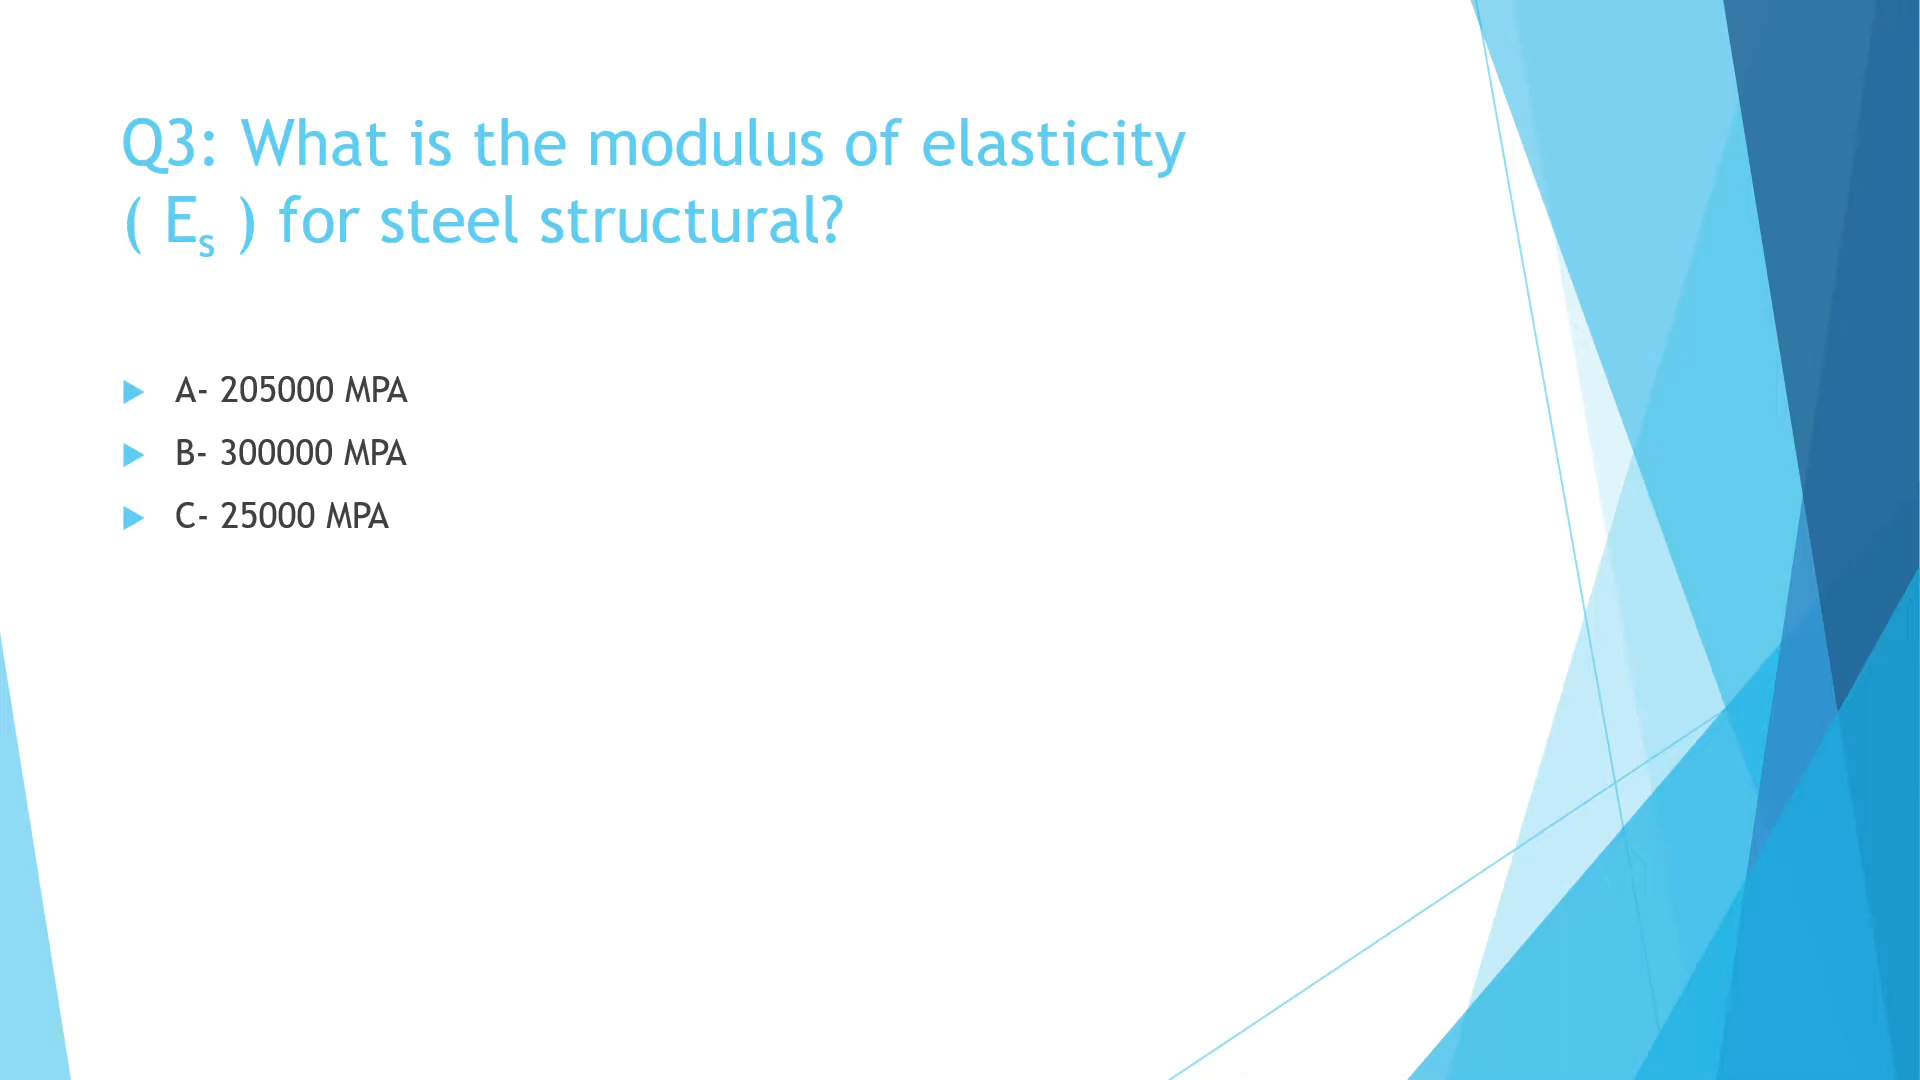 Q3: What is the modulus of elasticity
( Es ) for steel structural?
A- 205000 MPA
B- 300000 MPA
C- 25000 MPA